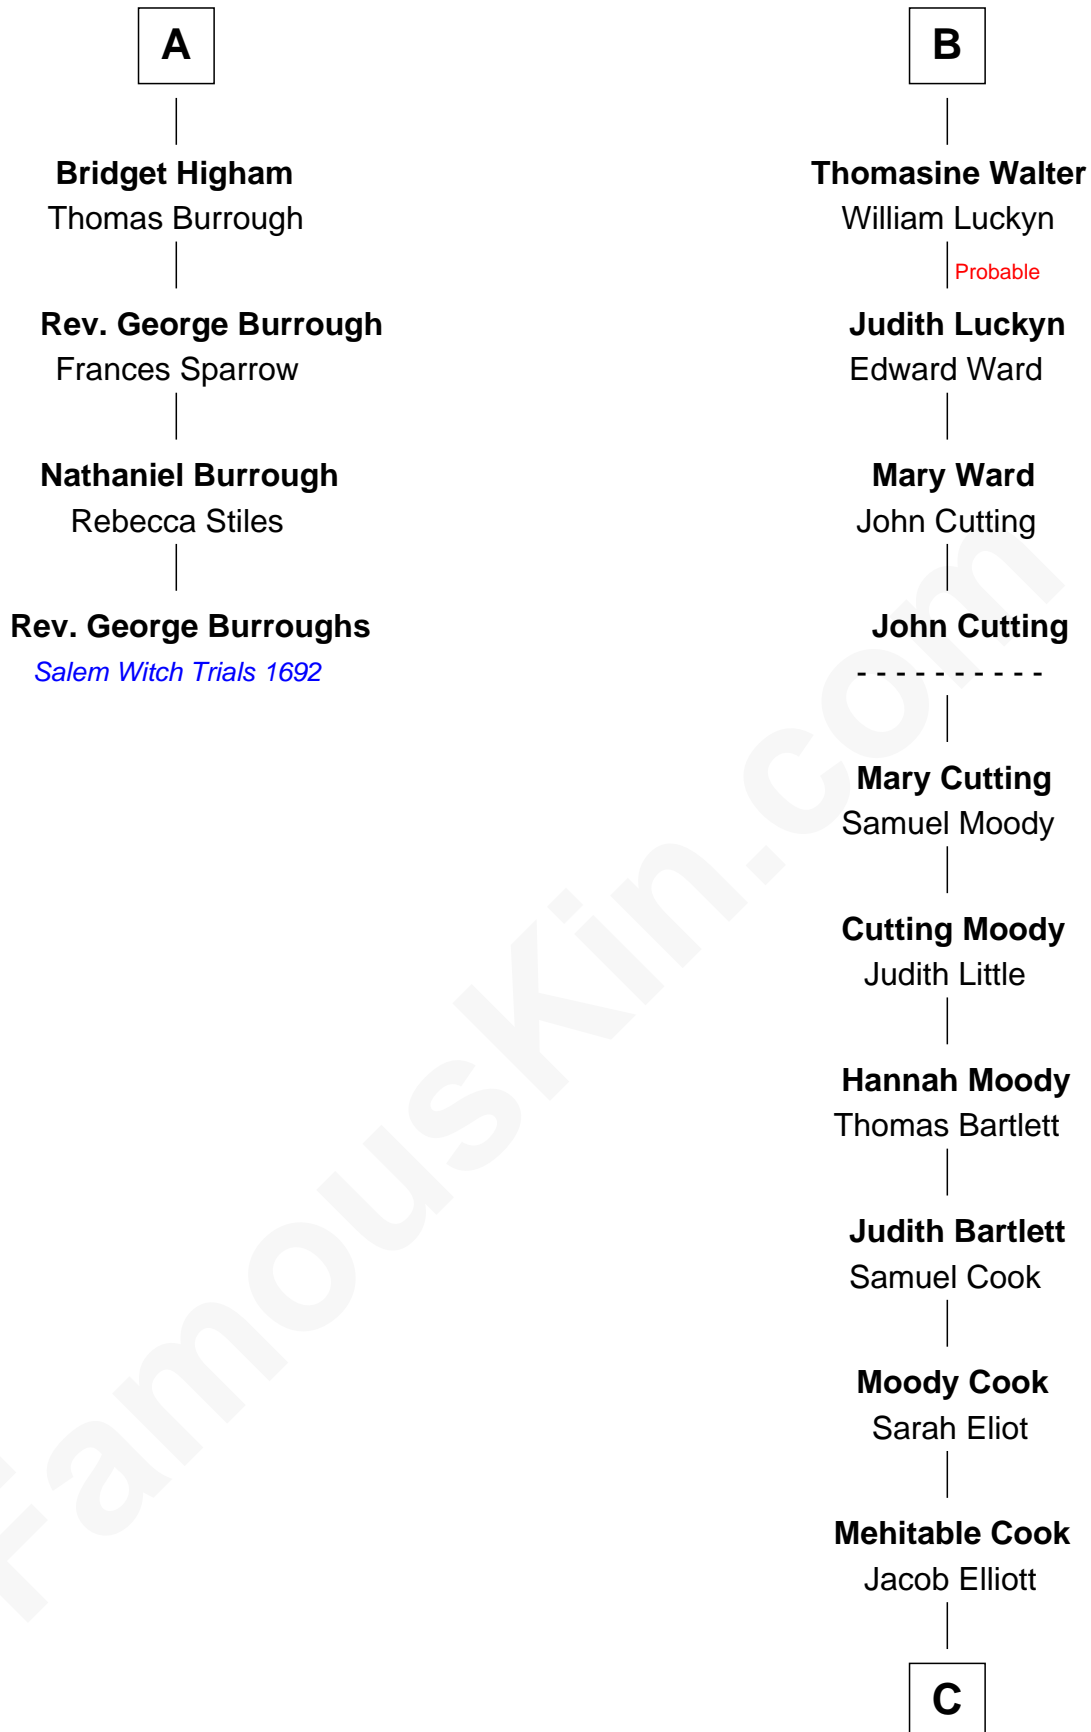 A
Bridget Higham
Thomas Burrough
Rev. George Burrough
Frances Sparrow
Nathaniel Burrough
Rebecca Stiles
Rev. George Burroughs
Salem Witch Trials 1692
B
Thomasine Walter
William Luckyn
Probable
Judith Luckyn
Edward Ward
Mary Ward
John Cutting
John Cutting
- - - - - - - - - -
Mary Cutting
Samuel Moody
Cutting Moody
Judith Little
Hannah Moody
Thomas Bartlett
Judith Bartlett
Samuel Cook
Moody Cook
Sarah Eliot
Mehitable Cook
Jacob Elliott
C
FamousKin.com